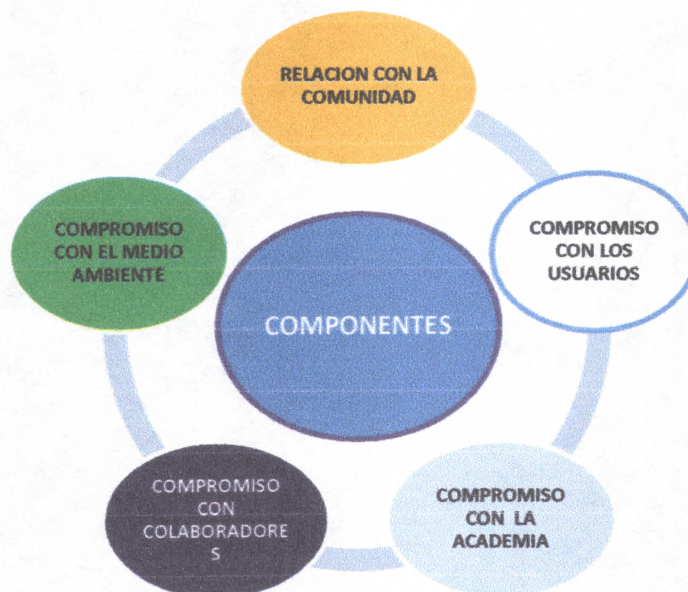 RELACION CON LA
COMUNIDAD
COMPROMISO
CON LOS
USUARIOS
COMPROMISO
CON LA
ACADEMIA
COMPROMISO
CON
COLABORADORE
S
COMPROMISO
CON EL MEDIO
AMBIENTE
COMPONENTES